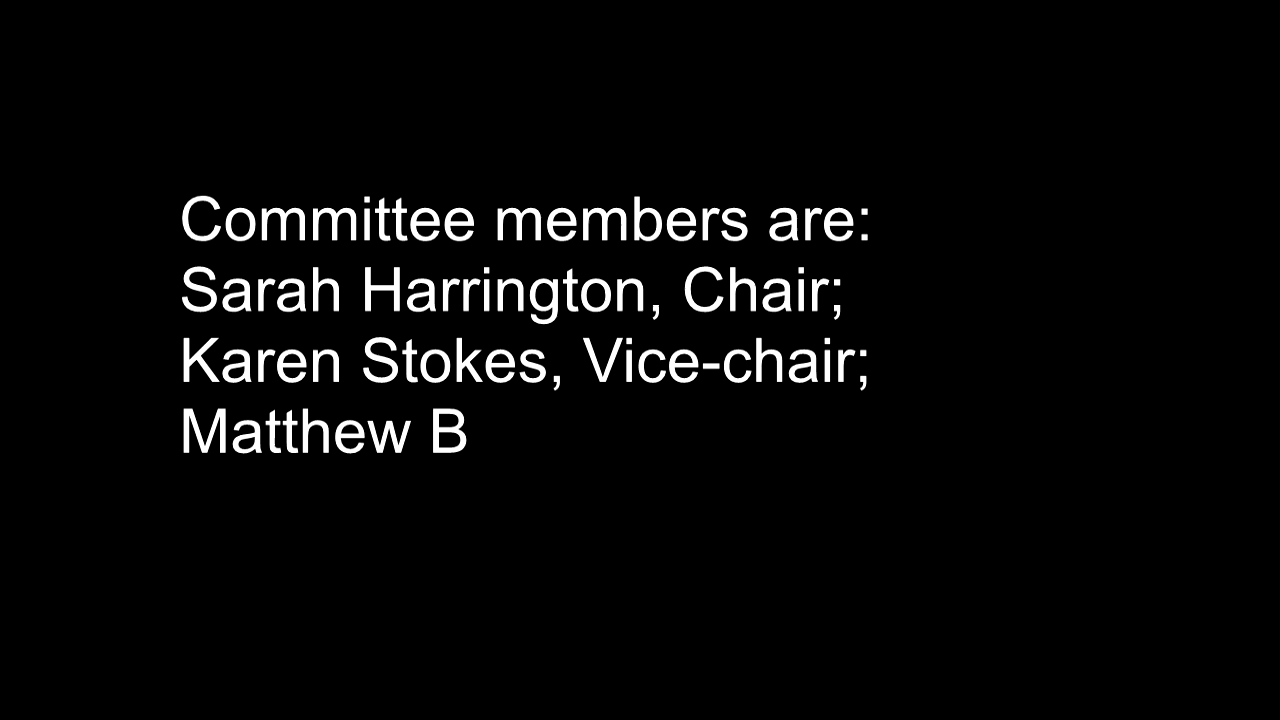 Committee members are:
Sarah Harrington, Chair;
Karen Stokes, Vice-chair;
Matthew B